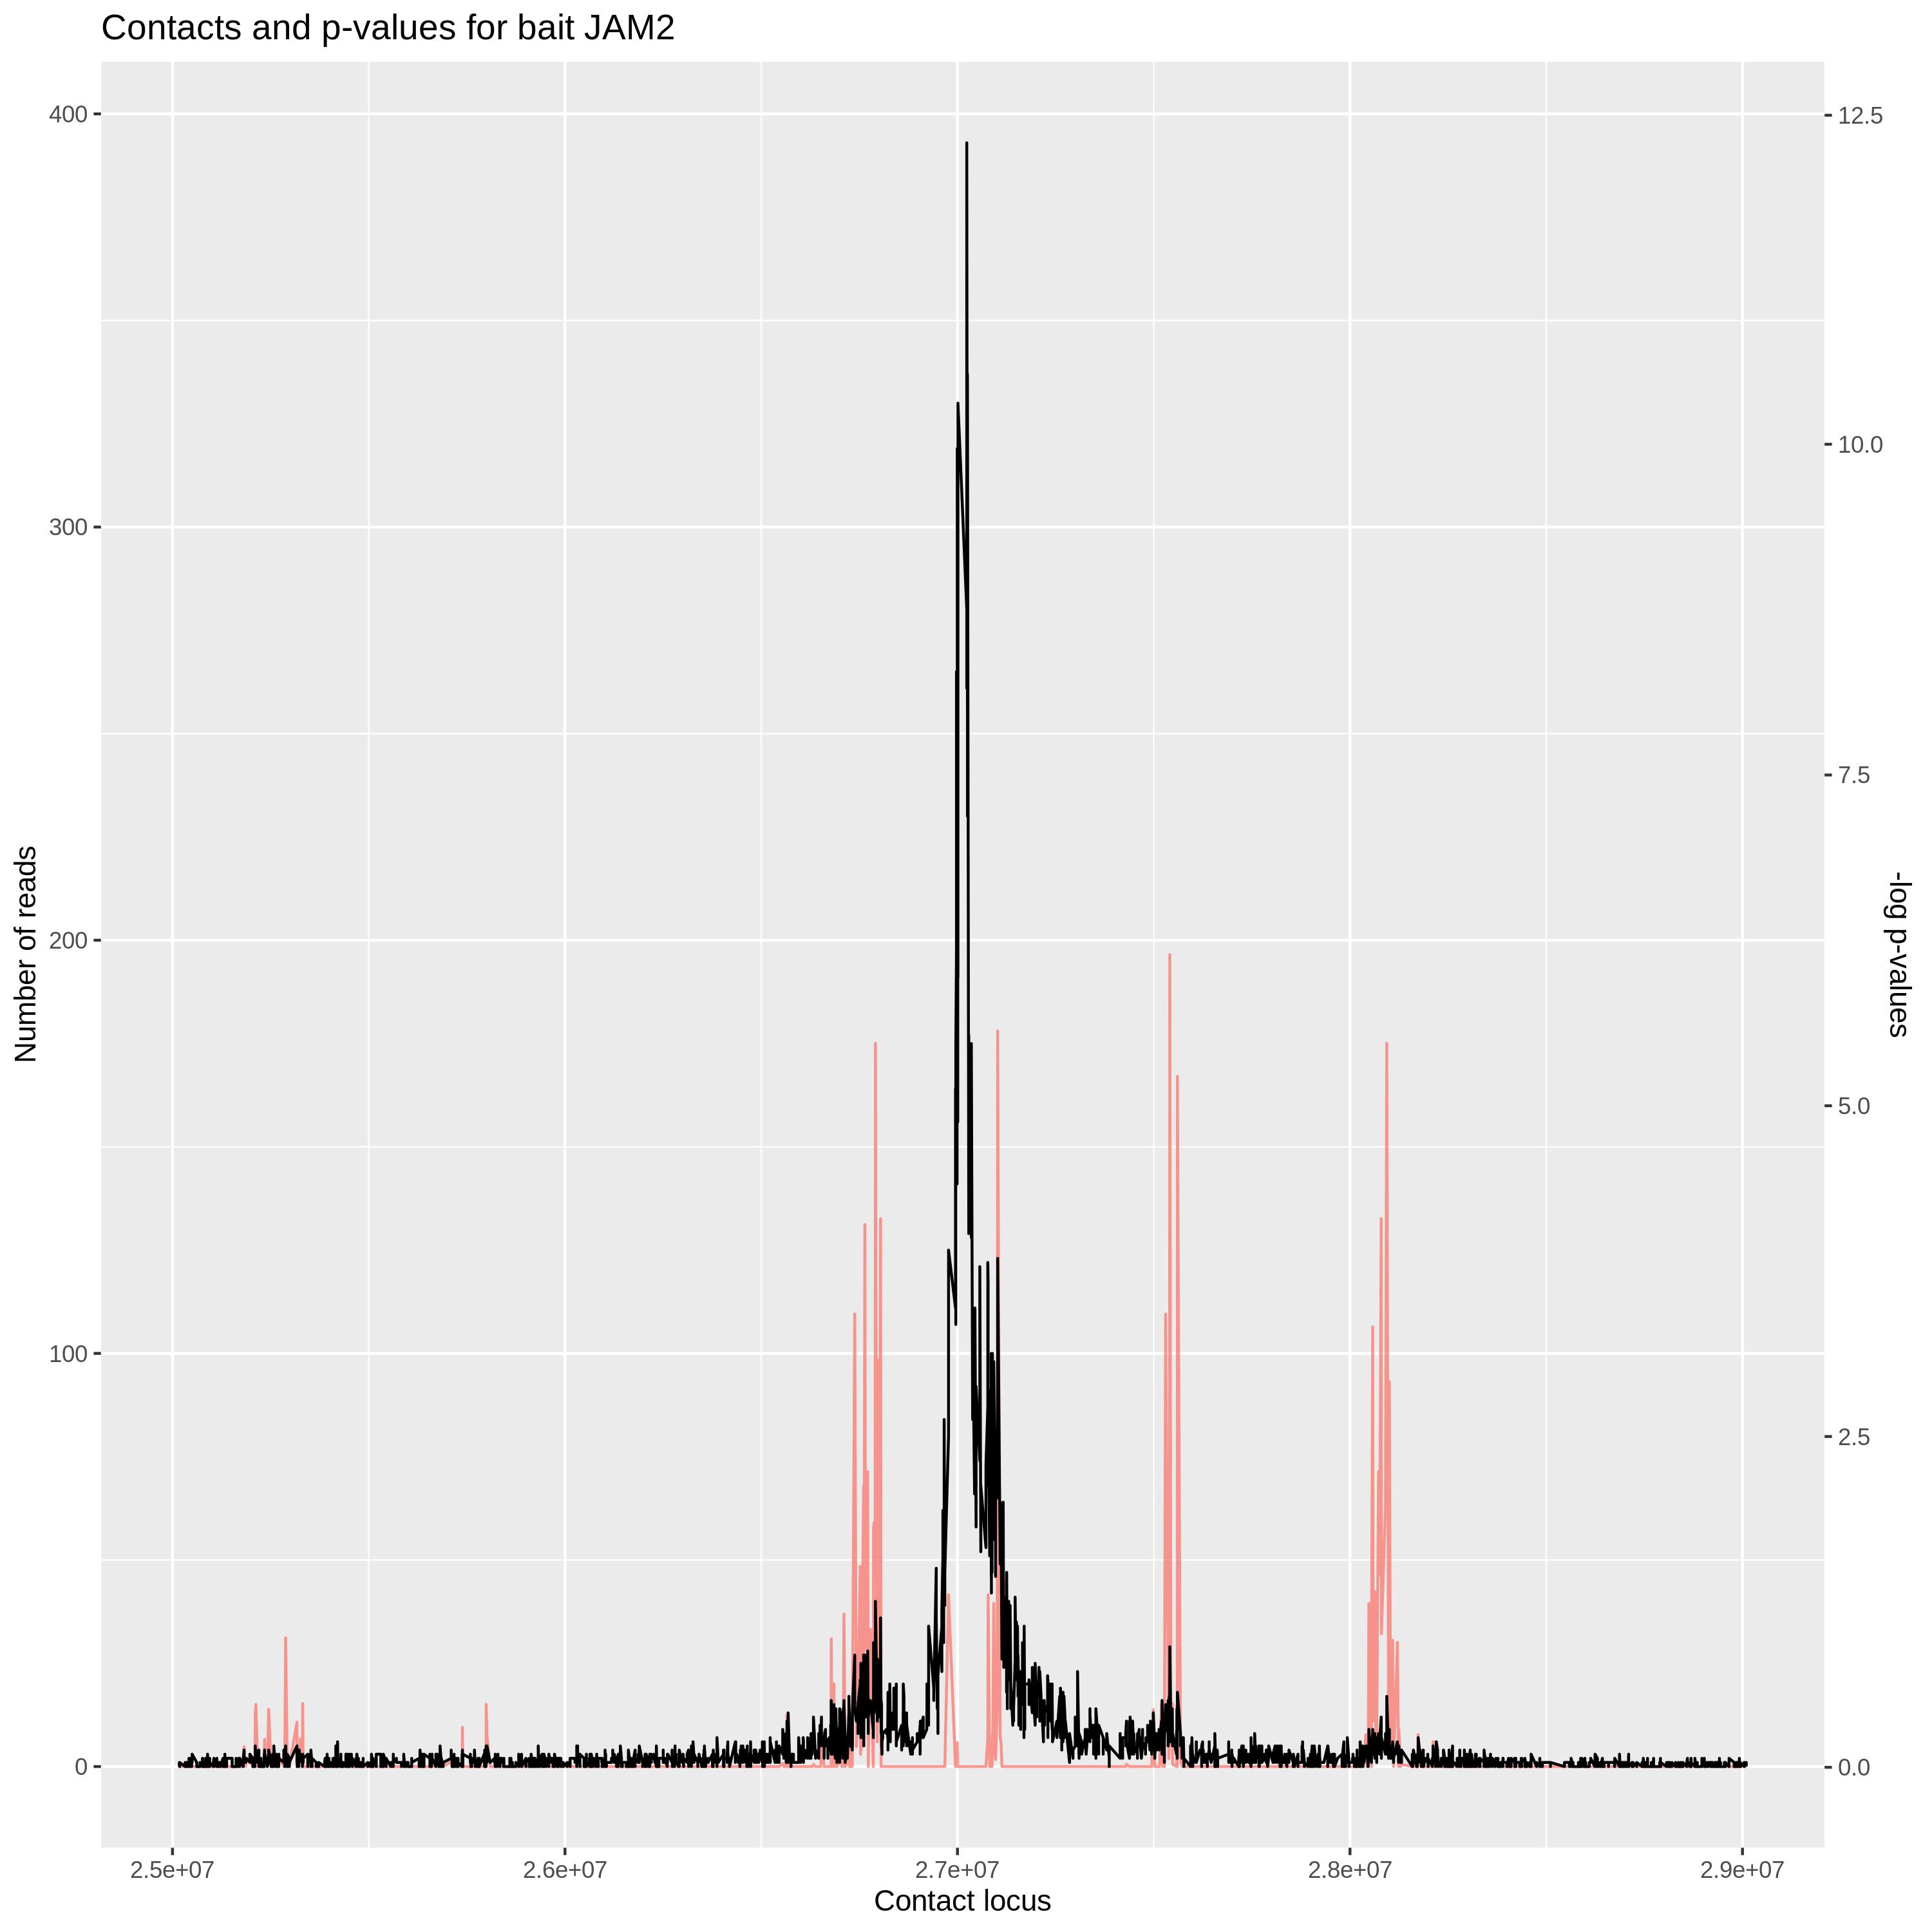 Contacts and p-values for bait JAM2
400
300
200
100
0
Number of reads
12.5
10.0
7.5
5.0
2.5
0.0
-log p-values
2.5e+07
2.6e+07
2.7e+07
2.8e+07
2.9e+07
Contact locus